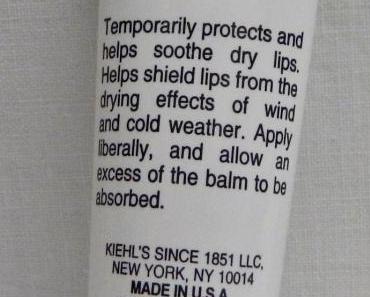 Temporarily protects and
helps soothe dry lips.
Helps shield lips from the
drying effects of wind
and cold weather. Apply
liberally, and allow an
excess of the balm to be
absorbed.
KIEHL'S SINCE 1851 LLC,
NEW YORK, NY 10014
MADE IN U.S.A